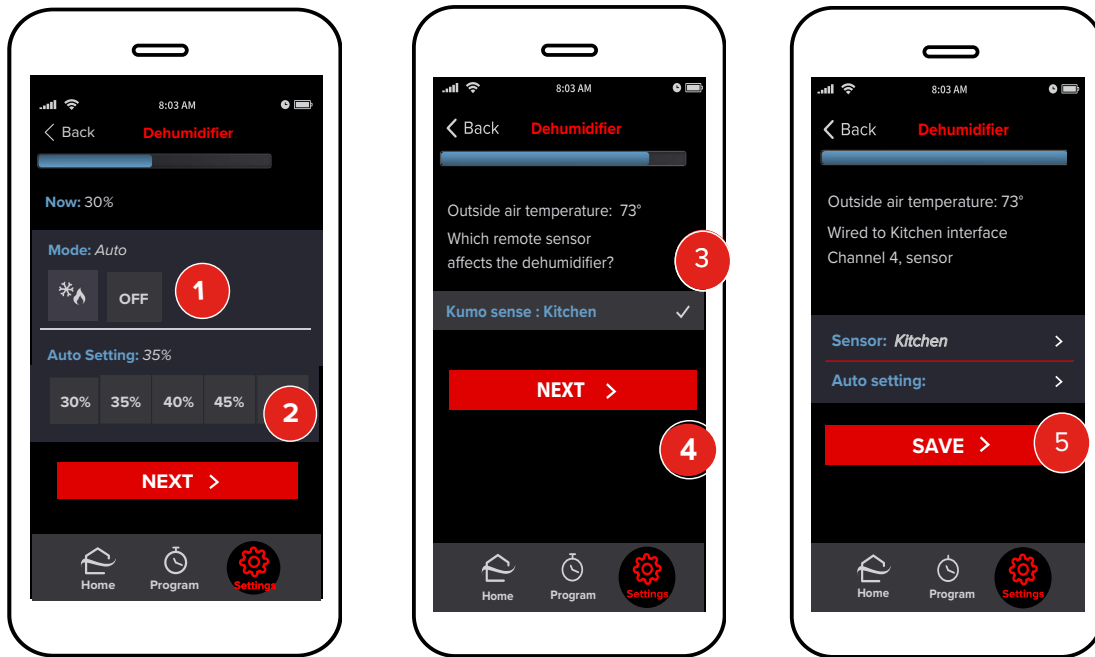 8:03 AM
Back Dehumidifier
Now: 30%
Mode: Auto
OFF
1
Auto Setting: 35%
30% 35% 40% 45%
2
NEXT
Home Program Settings
8:03 AM
Back Dehumidifier
Outside air temperature: 73°
Which remote sensor
affects the dehumidifier?
3
Kumo sense : Kitchen
NEXT
4
Home Program Settings
8:03 AM
Back Dehumidifier
Outside air temperature: 73°
Wired to Kitchen interface
Channel 4, sensor
Sensor: Kitchen
Auto setting:
SAVE
5
Home Program Settings